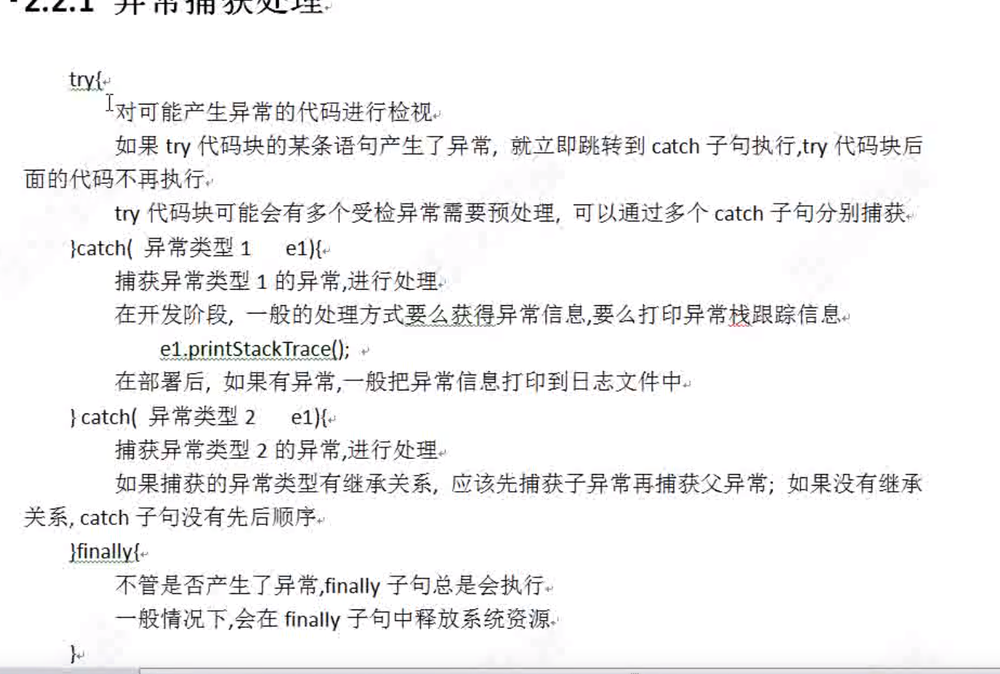 2.2.1 异常捕获处理
try{
对可能产生异常的代码进行检视
如果 try 代码块的某条语句产生了异常, 就立即跳转到 catch 子句执行,try 代码块后
面的代码不再执行
try 代码块可能会有多个受检异常需要预处理, 可以通过多个 catch 子句分别捕获
}catch( 异常类型 1 e1){
捕获异常类型 1 的异常,进行处理
在开发阶段, 一般的处理方式要么获得异常信息,要么打印异常栈跟踪信息
e1.printStackTrace();
在部署后, 如果有异常,一般把异常信息打印到日志文件中
} catch( 异常类型 2 e1){
捕获异常类型 2 的异常,进行处理
如果捕获的异常类型有继承关系, 应该先捕获子异常再捕获父异常; 如果没有继承
关系, catch 子句没有先后顺序
}finally{
不管是否产生了异常,finally 子句总是会执行
一般情况下,会在 finally 子句中释放系统资源
}